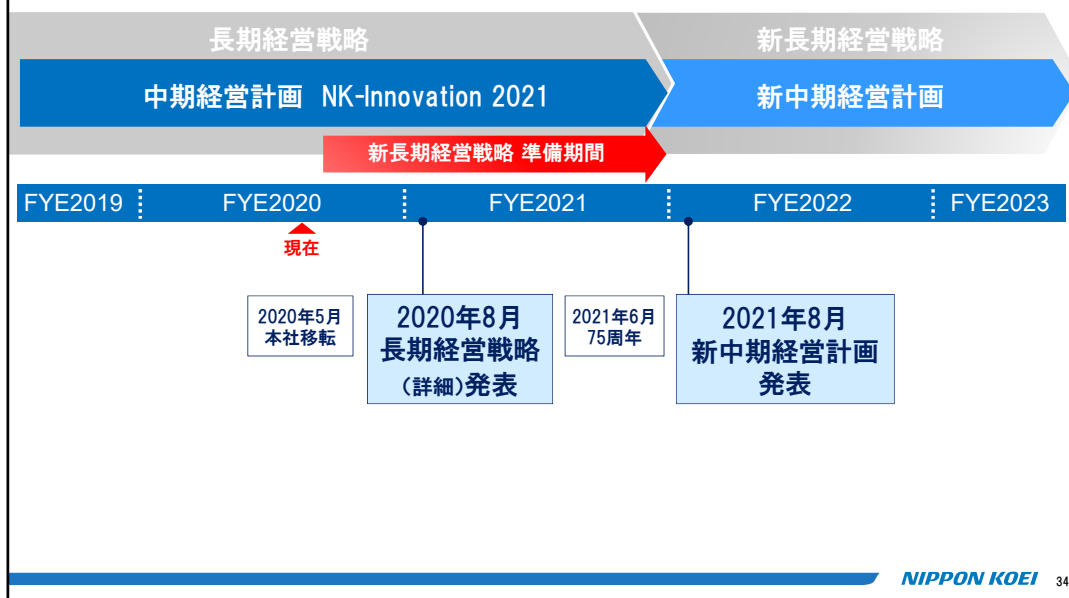 長期経営戦略
新長期経営戦略
中期経営計画 NK-Innovation 2021
新中期経営計画
新長期経営戦略 準備期間
FYE2019
FYE2020
FYE2021
FYE2022
FYE2023
現在
2020年5月
本社移転
2020年8月
長期経営戦略
(詳細)発表
2021年6月
75周年
2021年8月
新中期経営計画
発表
NIPPON KOEI
34